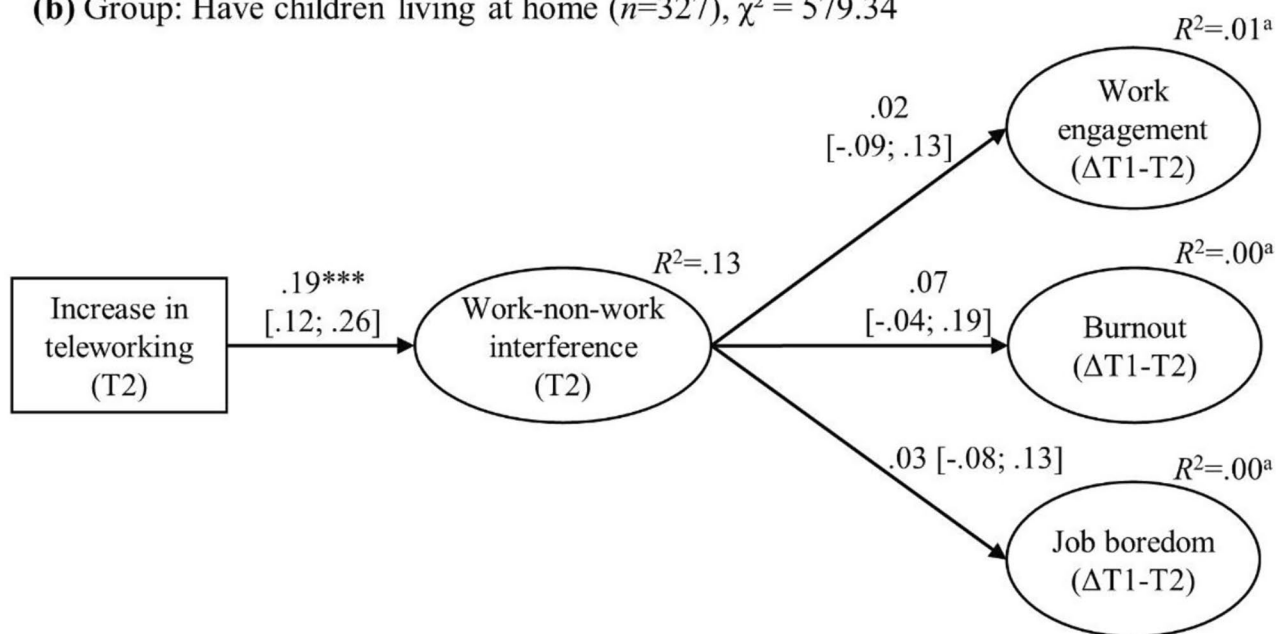 (b) Group: Have children living at home (n=327), χ² = 579.34
R²=.01ᵃ
Work
engagement
(ΔT1-T2)
.02
[-.09; .13]
R²=.00ᵃ
R²=.13
.19***
[.12; .26]
.07
[-.04; .19]
Increase in
teleworking
(T2)
Work-non-work
interference
(T2)
Burnout
(ΔT1-T2)
.03 [-.08; .13]
R²=.00ᵃ
Job boredom
(ΔT1-T2)